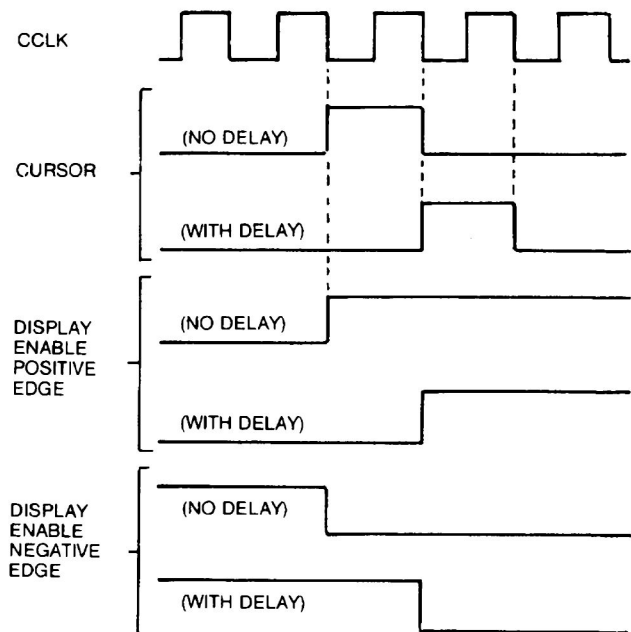 CCLK
CURSOR
(NO DELAY)
(WITH DELAY)
DISPLAY
ENABLE
POSITIVE
EDGE
(NO DELAY)
(WITH DELAY)
DISPLAY
ENABLE
NEGATIVE
EDGE
(NO DELAY)
(WITH DELAY)